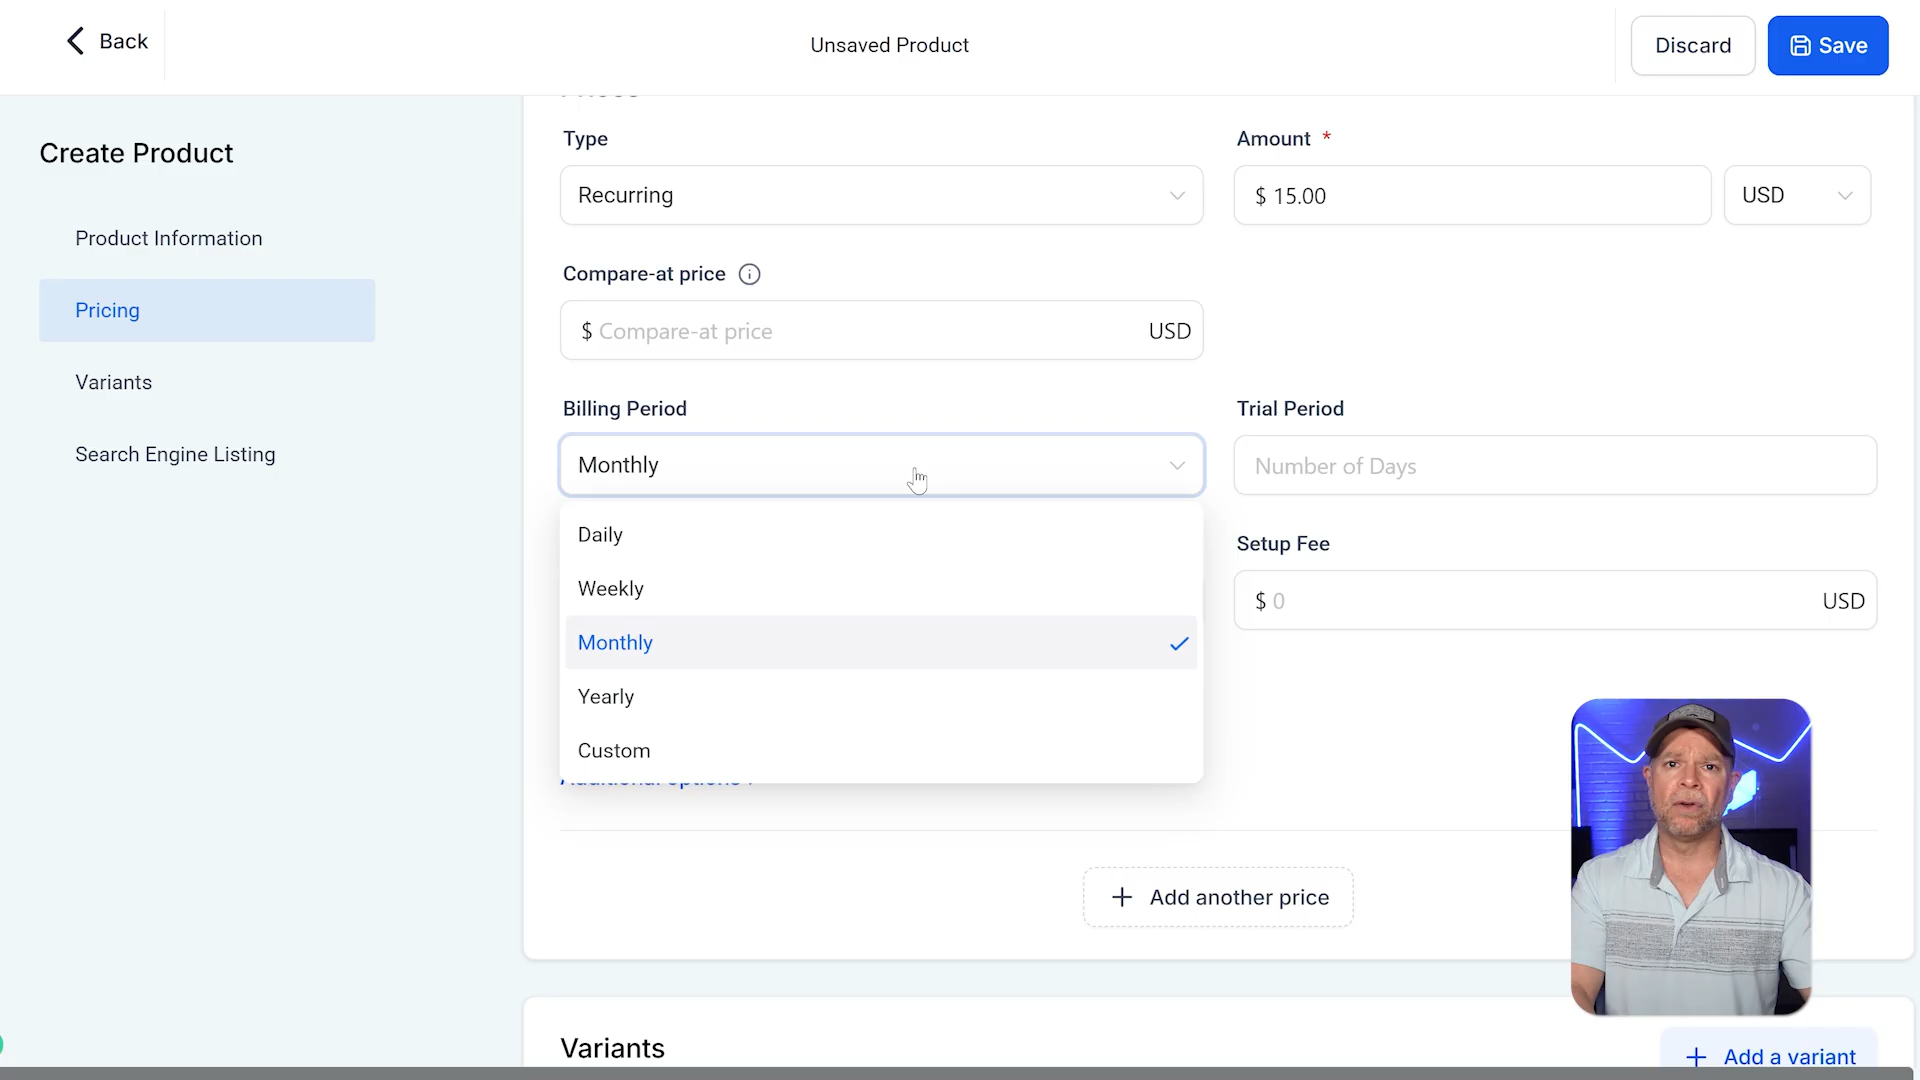 Back
Unsaved Product
Discard
Save
Create Product
Product Information
Pricing
Variants
Search Engine Listing
Type
Amount *
Recurring
$ 15.00
USD
Compare-at price
$ Compare-at price
USD
Billing Period
Trial Period
Monthly
Number of Days
Daily
Weekly
Monthly
Yearly
Custom
Setup Fee
$ 0
USD
Additional options
Add another price
Variants
Add a variant